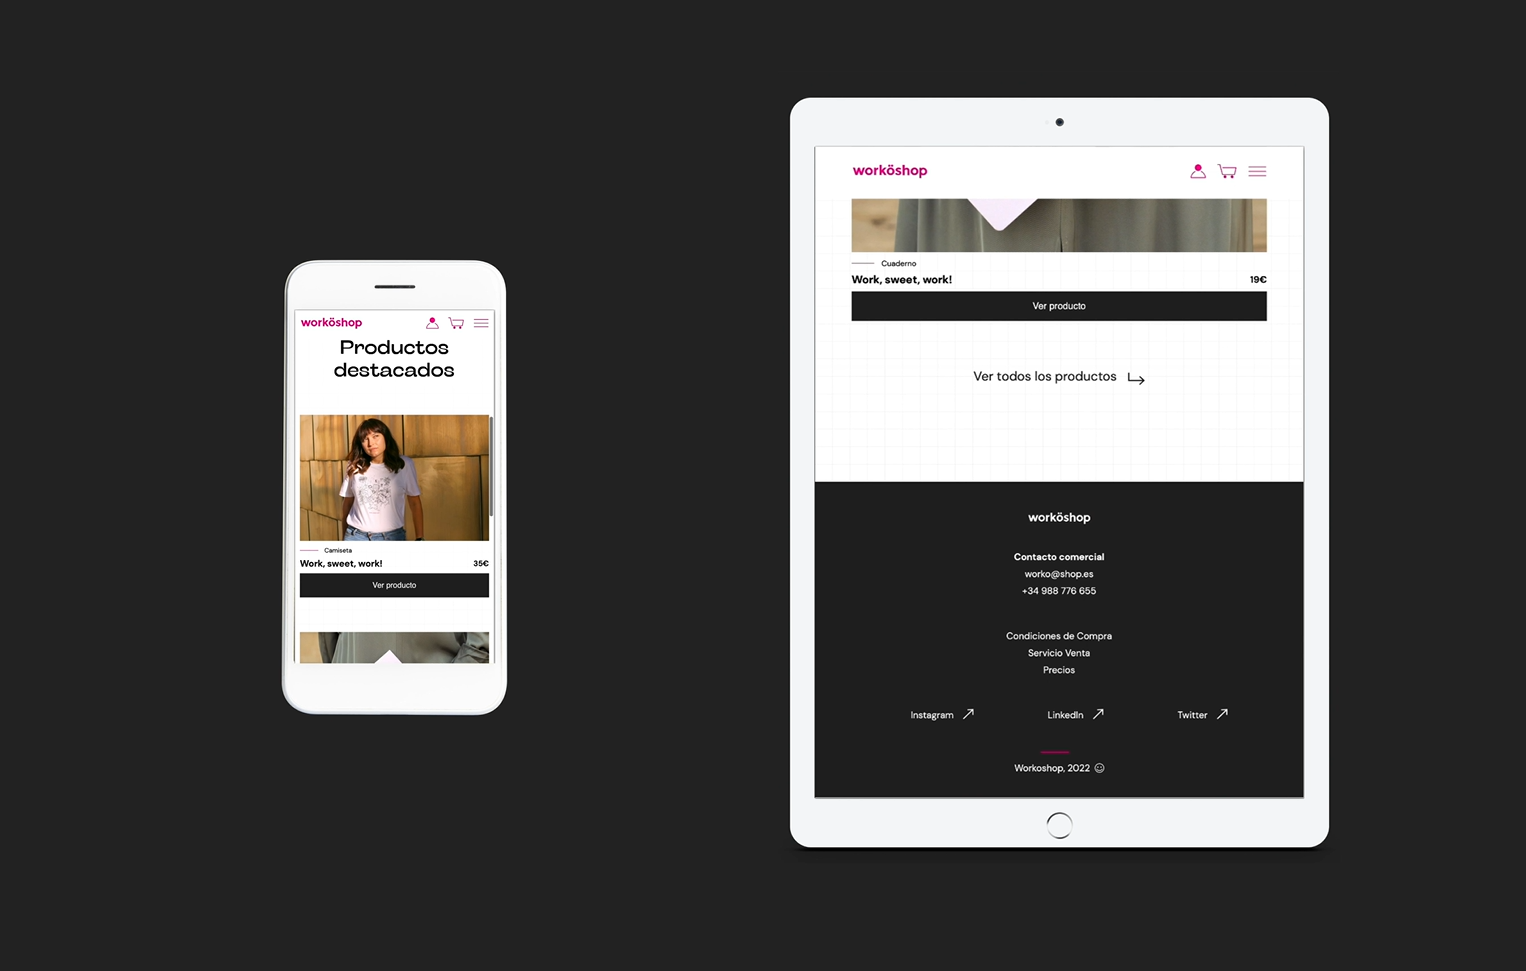 worköshop
Productos
destacados
Camiseta
Work, sweet, work!
35€
Ver producto
worköshop
Cuaderno
Work, sweet, work!
19€
Ver producto
Ver todos los productos
worköshop
Contacto comercial
worko@shop.es
+34 988 776 655
Condiciones de Compra
Servicio Venta
Precios
Instagram
LinkedIn
Twitter
Workoshop, 2022